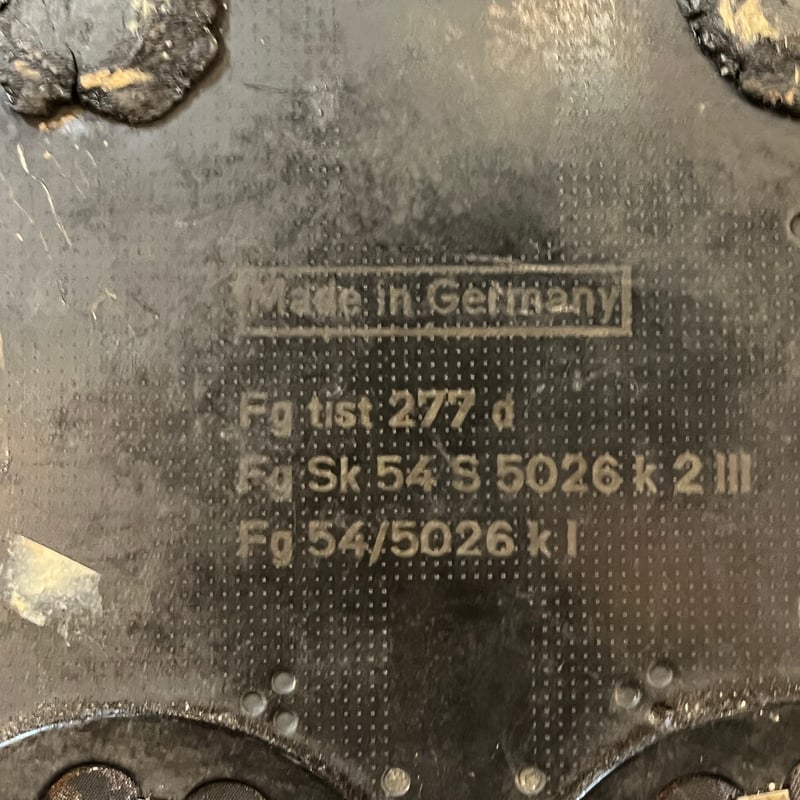 Made in Germany
Fg tist 277 d
Fg Sk 54 S 5026 k 2 III
Fg 54/5026 k I